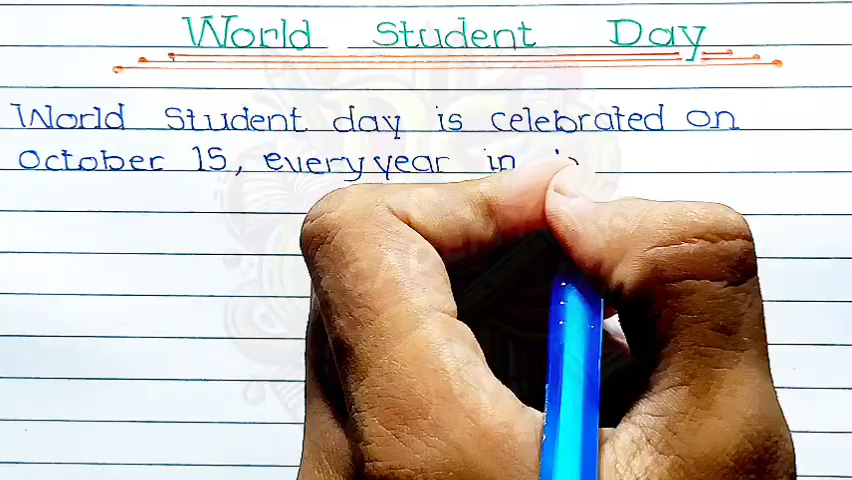 World Student Day
World Student day is celebrated on
October 15, every year in